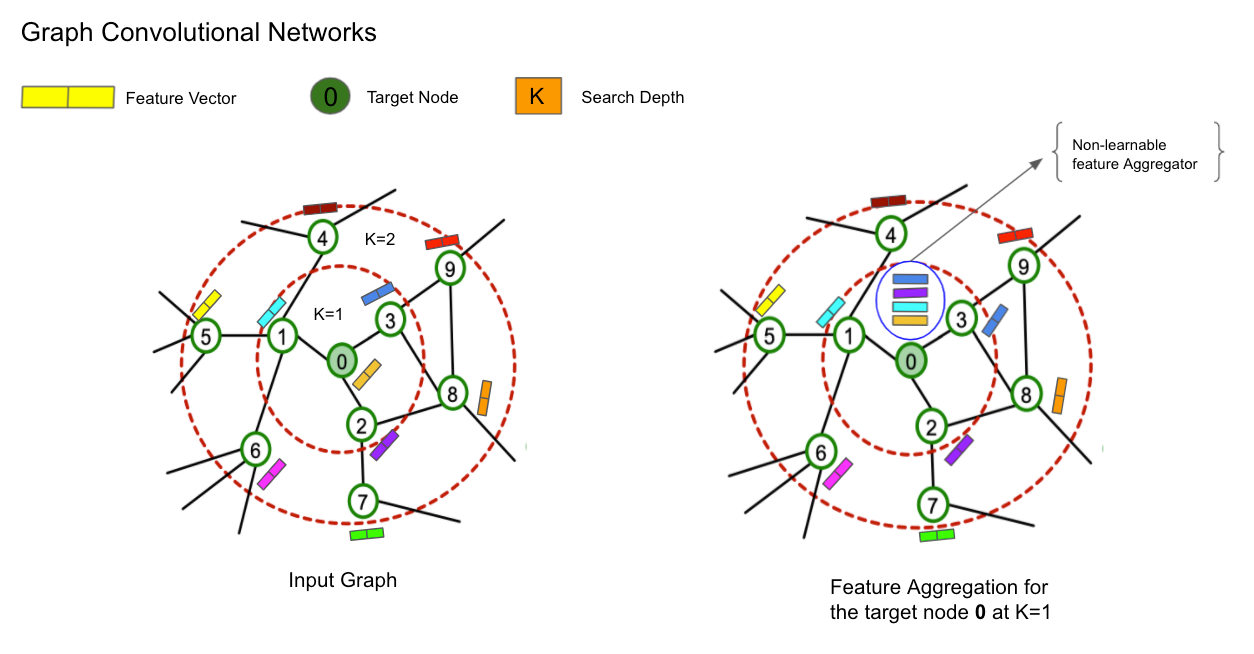 Graph Convolutional Networks
Feature Vector
0 Target Node
K Search Depth
Non-learnable
feature Aggregator
4
K=2
9
K=1
3
5
1
0
8
2
6
7
Input Graph
4
9
3
5
1
0
8
2
6
7
Feature Aggregation for
the target node 0 at K=1